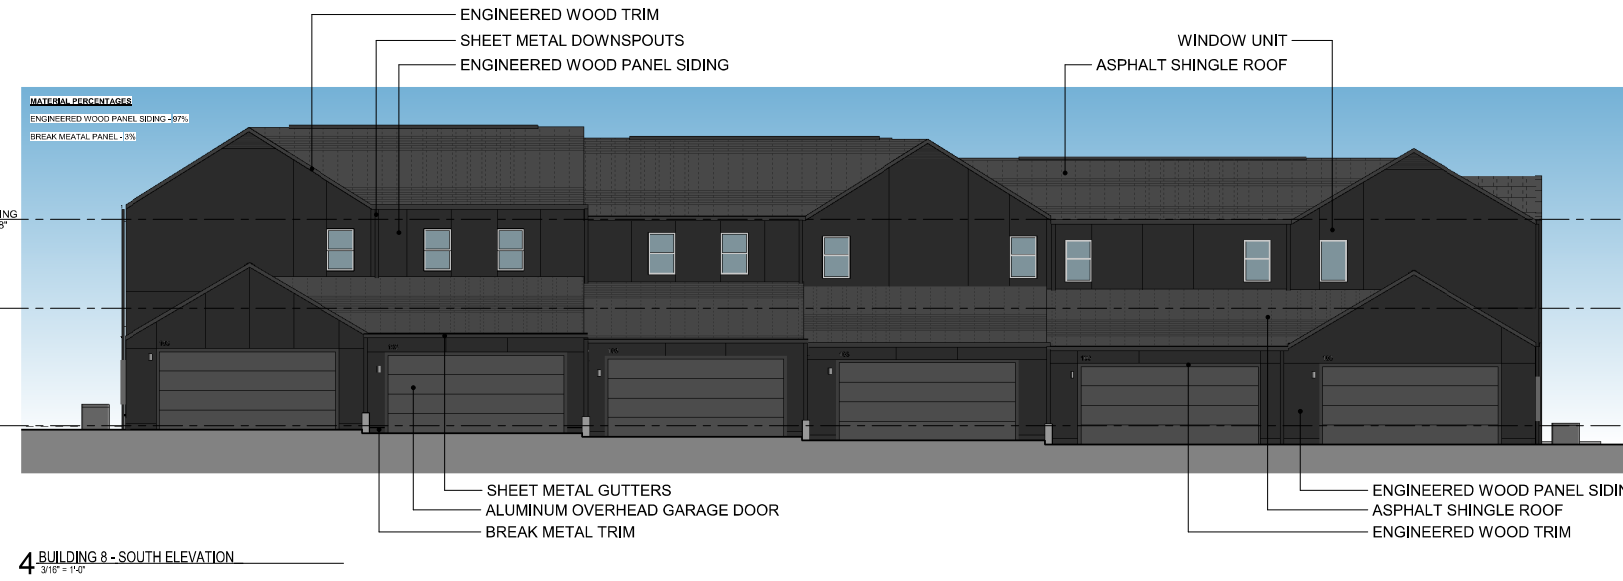 ENGINEERED WOOD TRIM
SHEET METAL DOWNSPOUTS
ENGINEERED WOOD PANEL SIDING
WINDOW UNIT
ASPHALT SHINGLE ROOF
MATERIAL PERCENTAGES
ENGINEERED WOOD PANEL SIDING - 97%
BREAK MEATAL PANEL - 3%
ING
8"
SHEET METAL GUTTERS
ALUMINUM OVERHEAD GARAGE DOOR
BREAK METAL TRIM
ENGINEERED WOOD PANEL SIDIN
ASPHALT SHINGLE ROOF
ENGINEERED WOOD TRIM
4 BUILDING 8 - SOUTH ELEVATION
3/16" = 1'-0"